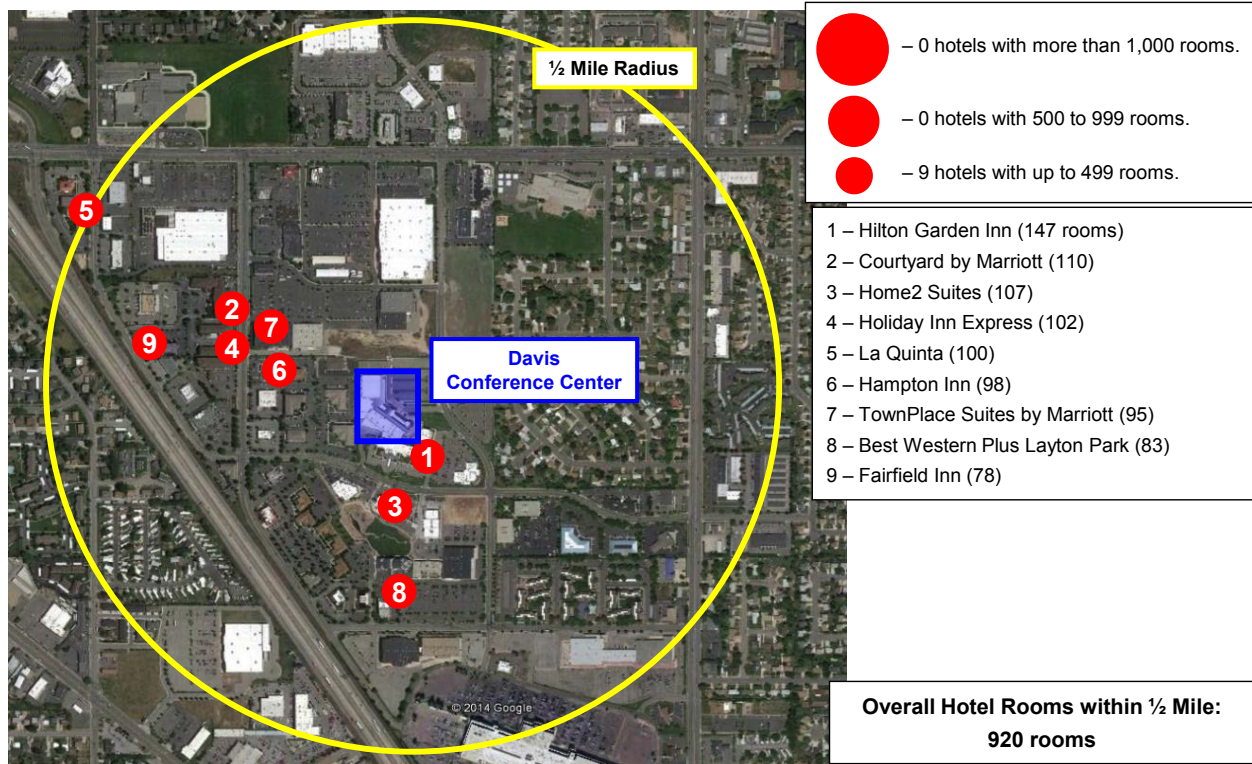 ½ Mile Radius
5
2
7
9
4
6
Davis
Conference Center
1
3
8
© 2014 Google
– 0 hotels with more than 1,000 rooms.
– 0 hotels with 500 to 999 rooms.
– 9 hotels with up to 499 rooms.
1 – Hilton Garden Inn (147 rooms)
2 – Courtyard by Marriott (110)
3 – Home2 Suites (107)
4 – Holiday Inn Express (102)
5 – La Quinta (100)
6 – Hampton Inn (98)
7 – TownPlace Suites by Marriott (95)
8 – Best Western Plus Layton Park (83)
9 – Fairfield Inn (78)
Overall Hotel Rooms within ½ Mile:
920 rooms